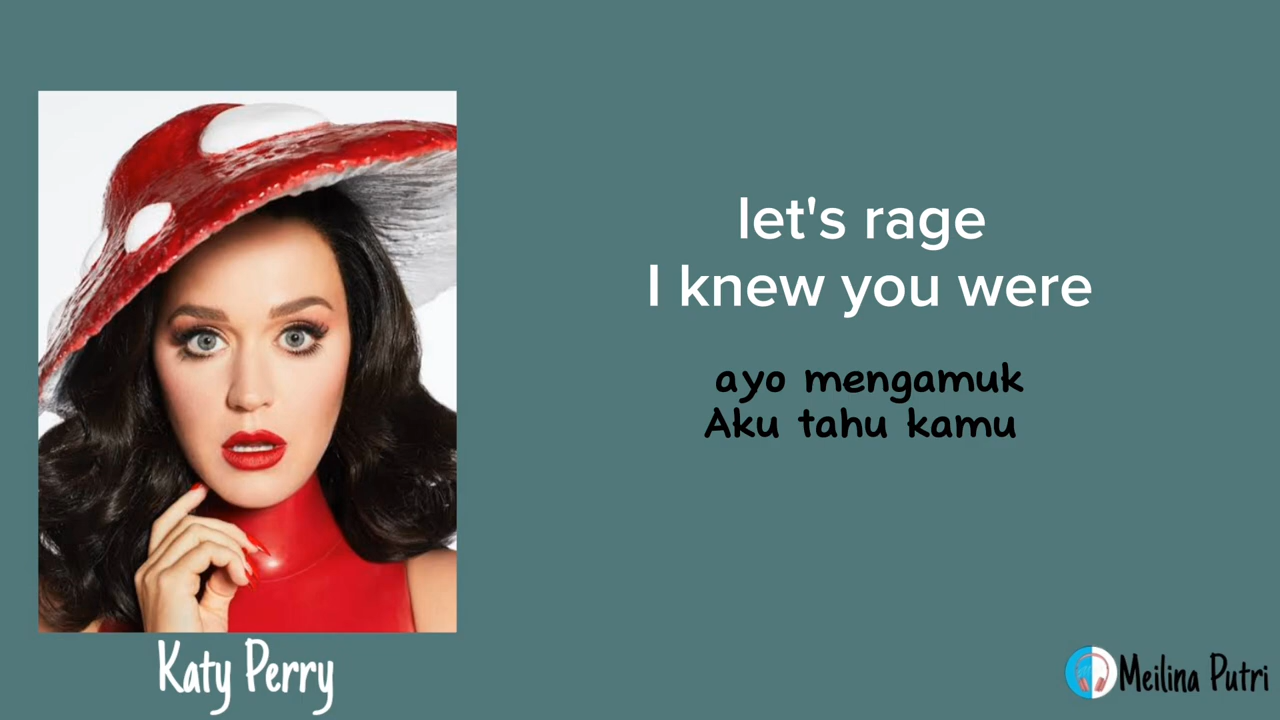 let's rage
I knew you were
ayo mengamuk
Aku tahu kamu
Katy Perry
Meilina Putri